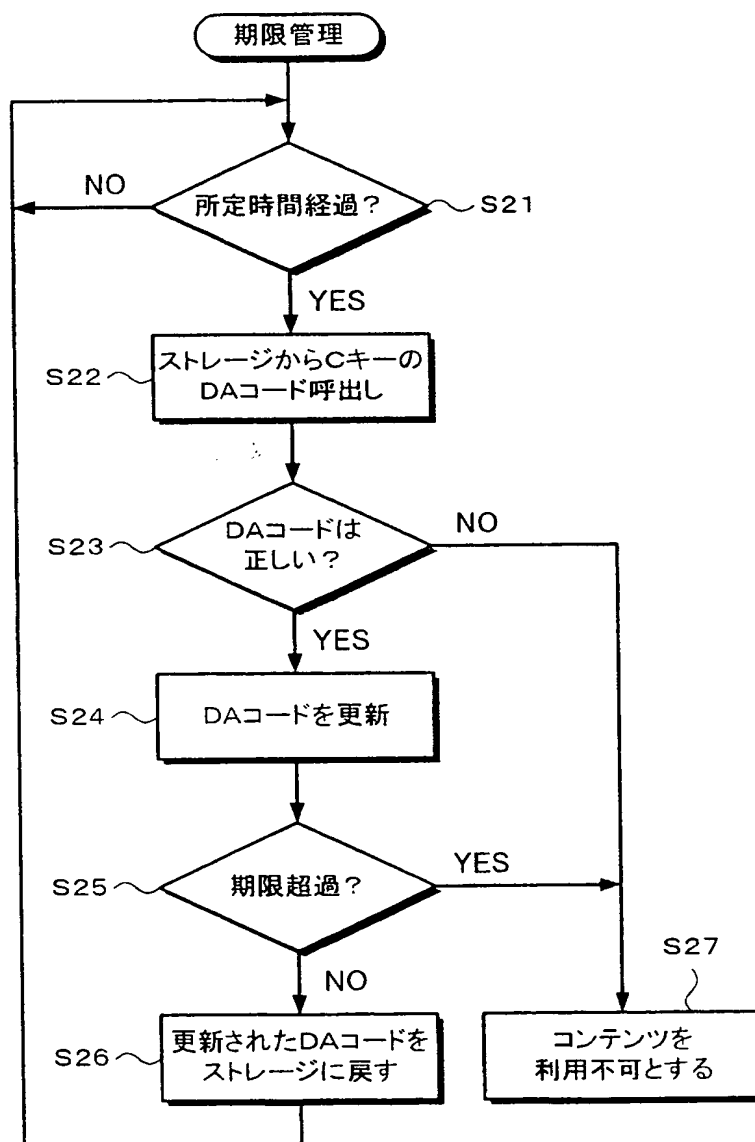 期限管理
NO
所定時間経過?
S21
YES
S22
ストレージからCキーの
DAコード呼出し
S23
DAコードは
正しい?
NO
YES
S24
DAコードを更新
S25
期限超過?
YES
NO
S27
S26
更新されたDAコードを
ストレージに戻す
コンテンツを
利用不可とする